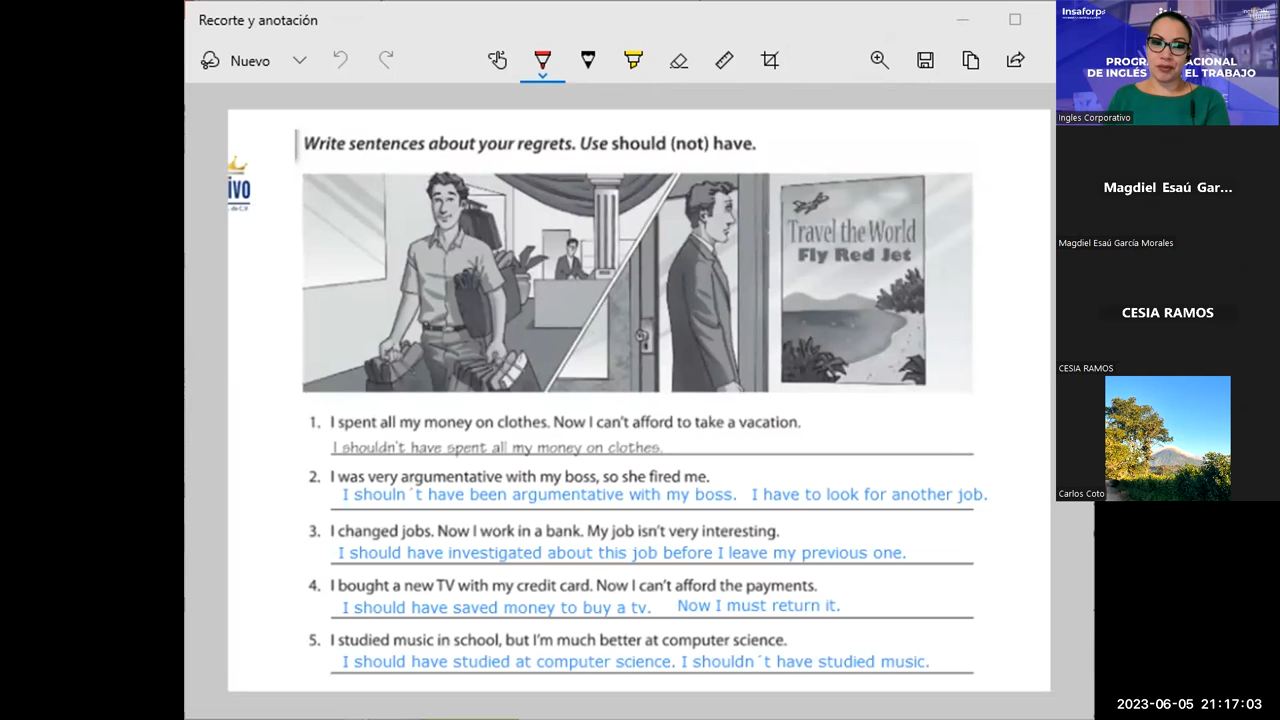 Recorte y anotación
Nuevo
Write sentences about your regrets. Use should (not) have.
ivo
Travel the World
Fly Red Jet
1. I spent all my money on clothes. Now I can't afford to take a vacation.
I shouldn't have spent all my money on clothes.
2. I was very argumentative with my boss, so she fired me.
I shouln´t have been argumentative with my boss. I have to look for another job.
3. I changed jobs. Now I work in a bank. My job isn't very interesting.
I should have investigated about this job before I leave my previous one.
4. I bought a new TV with my credit card. Now I can't afford the payments.
I should have saved money to buy a tv. Now I must return it.
5. I studied music in school, but I'm much better at computer science.
I should have studied at computer science. I shouldn´t have studied music.
Insaforp
DE INGLÉS EL TRABAJO
Ingles Corporativo
Magdiel Esaú Gar...
Magdiel Esaú García Morales
CESIA RAMOS
CESIA RAMOS
Carlos Coto
2023-06-05 21:17:03